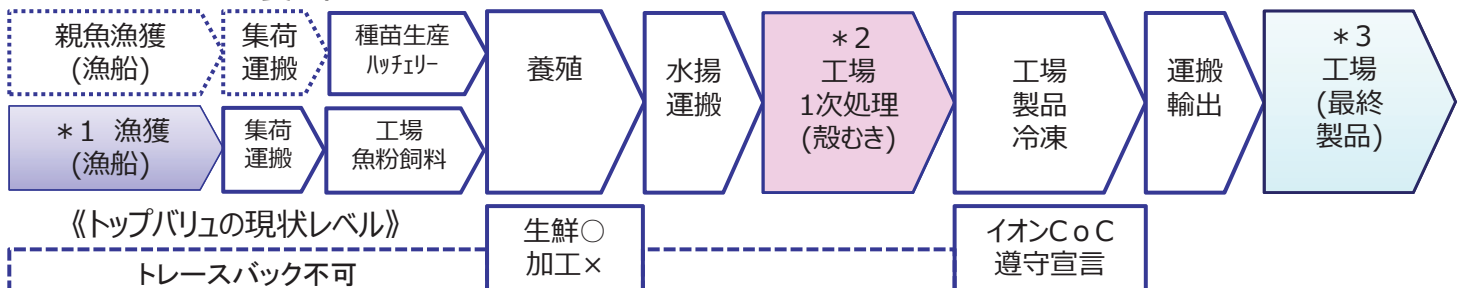 親魚漁獲
(漁船)
集荷
運搬
種苗生産
ﾊｯﾁｪﾘｰ
養殖
水揚
運搬
＊2
工場
1次処理
(殻むき)
工場
製品
冷凍
運搬
輸出
＊3
工場
(最終
製品)
＊1 漁獲
(漁船)
集荷
運搬
工場
魚粉飼料
《トップバリュの現状レベル》
トレースバック不可
生鮮○
加工×
イオンCoC
遵守宣言